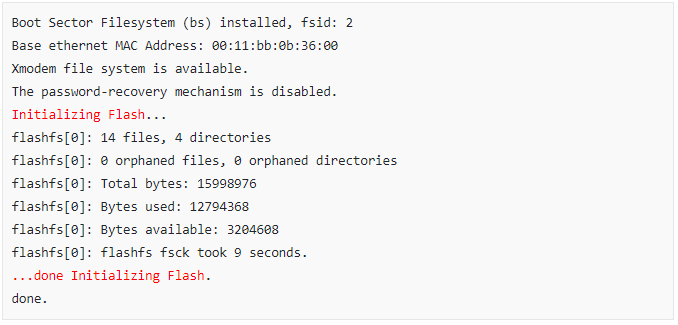 Boot Sector Filesystem (bs) installed, fsid: 2
Base ethernet MAC Address: 00:11:bb:0b:36:00
Xmodem file system is available.
The password-recovery mechanism is disabled.
Initializing Flash...
flashfs[0]: 14 files, 4 directories
flashfs[0]: 0 orphaned files, 0 orphaned directories
flashfs[0]: Total bytes: 15998976
flashfs[0]: Bytes used: 12794368
flashfs[0]: Bytes available: 3204608
flashfs[0]: flashfs fsck took 9 seconds.
...done Initializing Flash.
done.